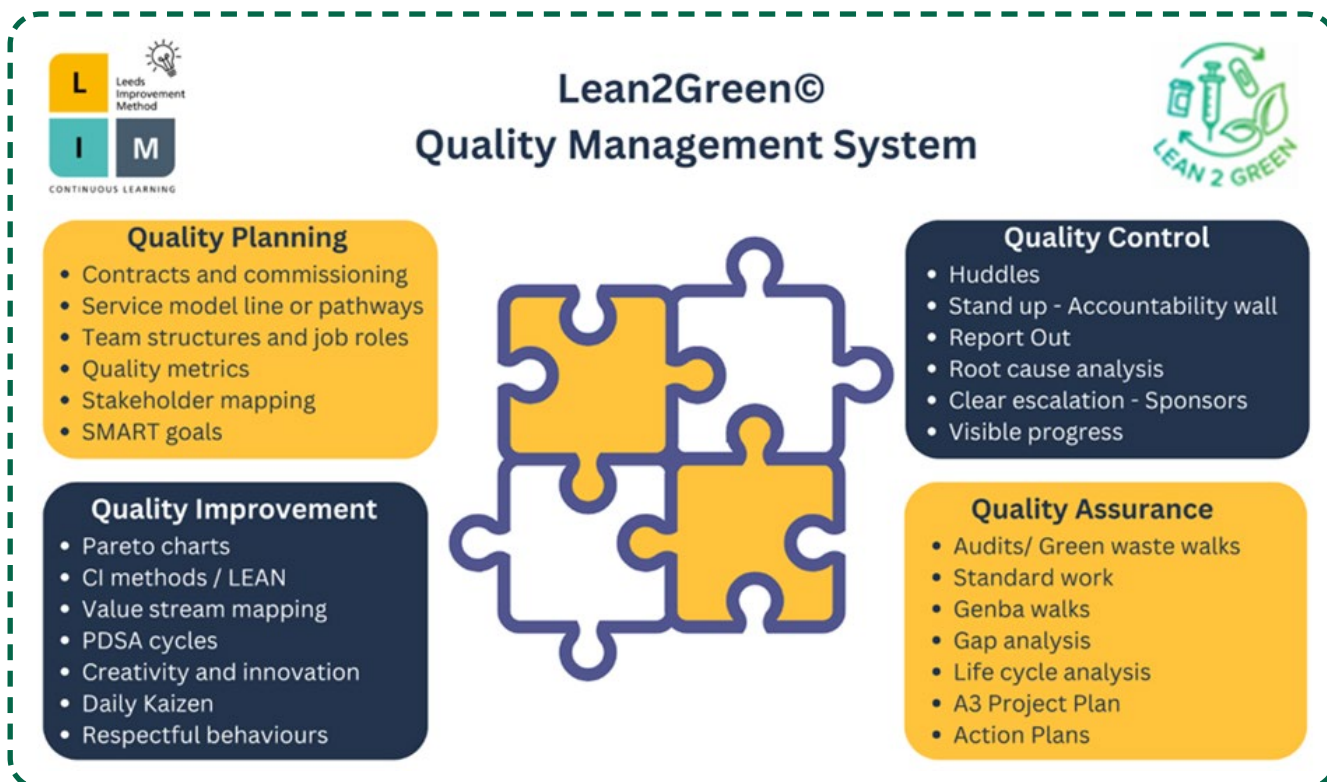 L
Leeds
Improvement
Method
I
M
CONTINUOUS LEARNING
Lean2Green©
Quality Management System
LEAN 2 GREEN
Quality Planning
• Contracts and commissioning
• Service model line or pathways
• Team structures and job roles
• Quality metrics
• Stakeholder mapping
• SMART goals
Quality Control
• Huddles
• Stand up - Accountability wall
• Report Out
• Root cause analysis
• Clear escalation - Sponsors
• Visible progress
Quality Improvement
• Pareto charts
• CI methods / LEAN
• Value stream mapping
• PDSA cycles
• Creativity and innovation
• Daily Kaizen
• Respectful behaviours
Quality Assurance
• Audits/ Green waste walks
• Standard work
• Genba walks
• Gap analysis
• Life cycle analysis
• A3 Project Plan
• Action Plans